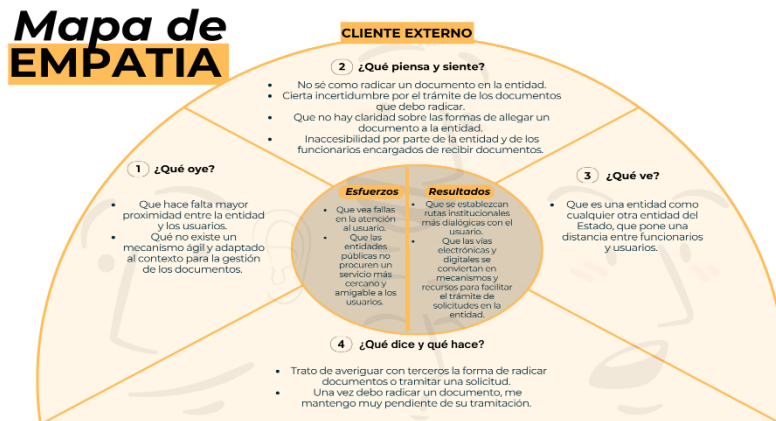 Mapa de
EMPATIA
CLIENTE EXTERNO
2 ¿Qué piensa y siente?
• No sé como radicar un documento en la entidad.
• Cierta incertidumbre por el trámite de los documentos
que debo radicar.
• Que no hay claridad sobre las formas de allegar un
documento a la entidad.
• Inaccesibilidad por parte de la entidad y de los
funcionarios encargados de recibir documentos.
1 ¿Qué oye?
• Que hace falta mayor
proximidad entre la entidad
y los usuarios.
• Qué no existe un
mecanismo ágil y adaptado
al contexto para la gestión
de los documentos.
Esfuerzos
• Que vea fallas
en la atención
al usuario.
• Que las
entidades
públicas no
procuren un
servicio más
cercano y
amigable a los
usuarios.
Resultados
• Que se establezcan
rutas institucionales
más dialógicas con el
usuario.
• Que las vías
electrónicas y
digitales se
conviertan en
mecanismos y
recursos para facilitar
el trámite de
solicitudes en la
entidad.
3 ¿Qué ve?
• Que es una entidad como
cualquier otra entidad del
Estado, que pone una
distancia entre funcionarios
y usuarios.
4 ¿Qué dice y qué hace?
• Trato de averiguar con terceros la forma de radicar
documentos o tramitar una solicitud.
• Una vez debo radicar un documento, me
mantengo muy pendiente de su tramitación.